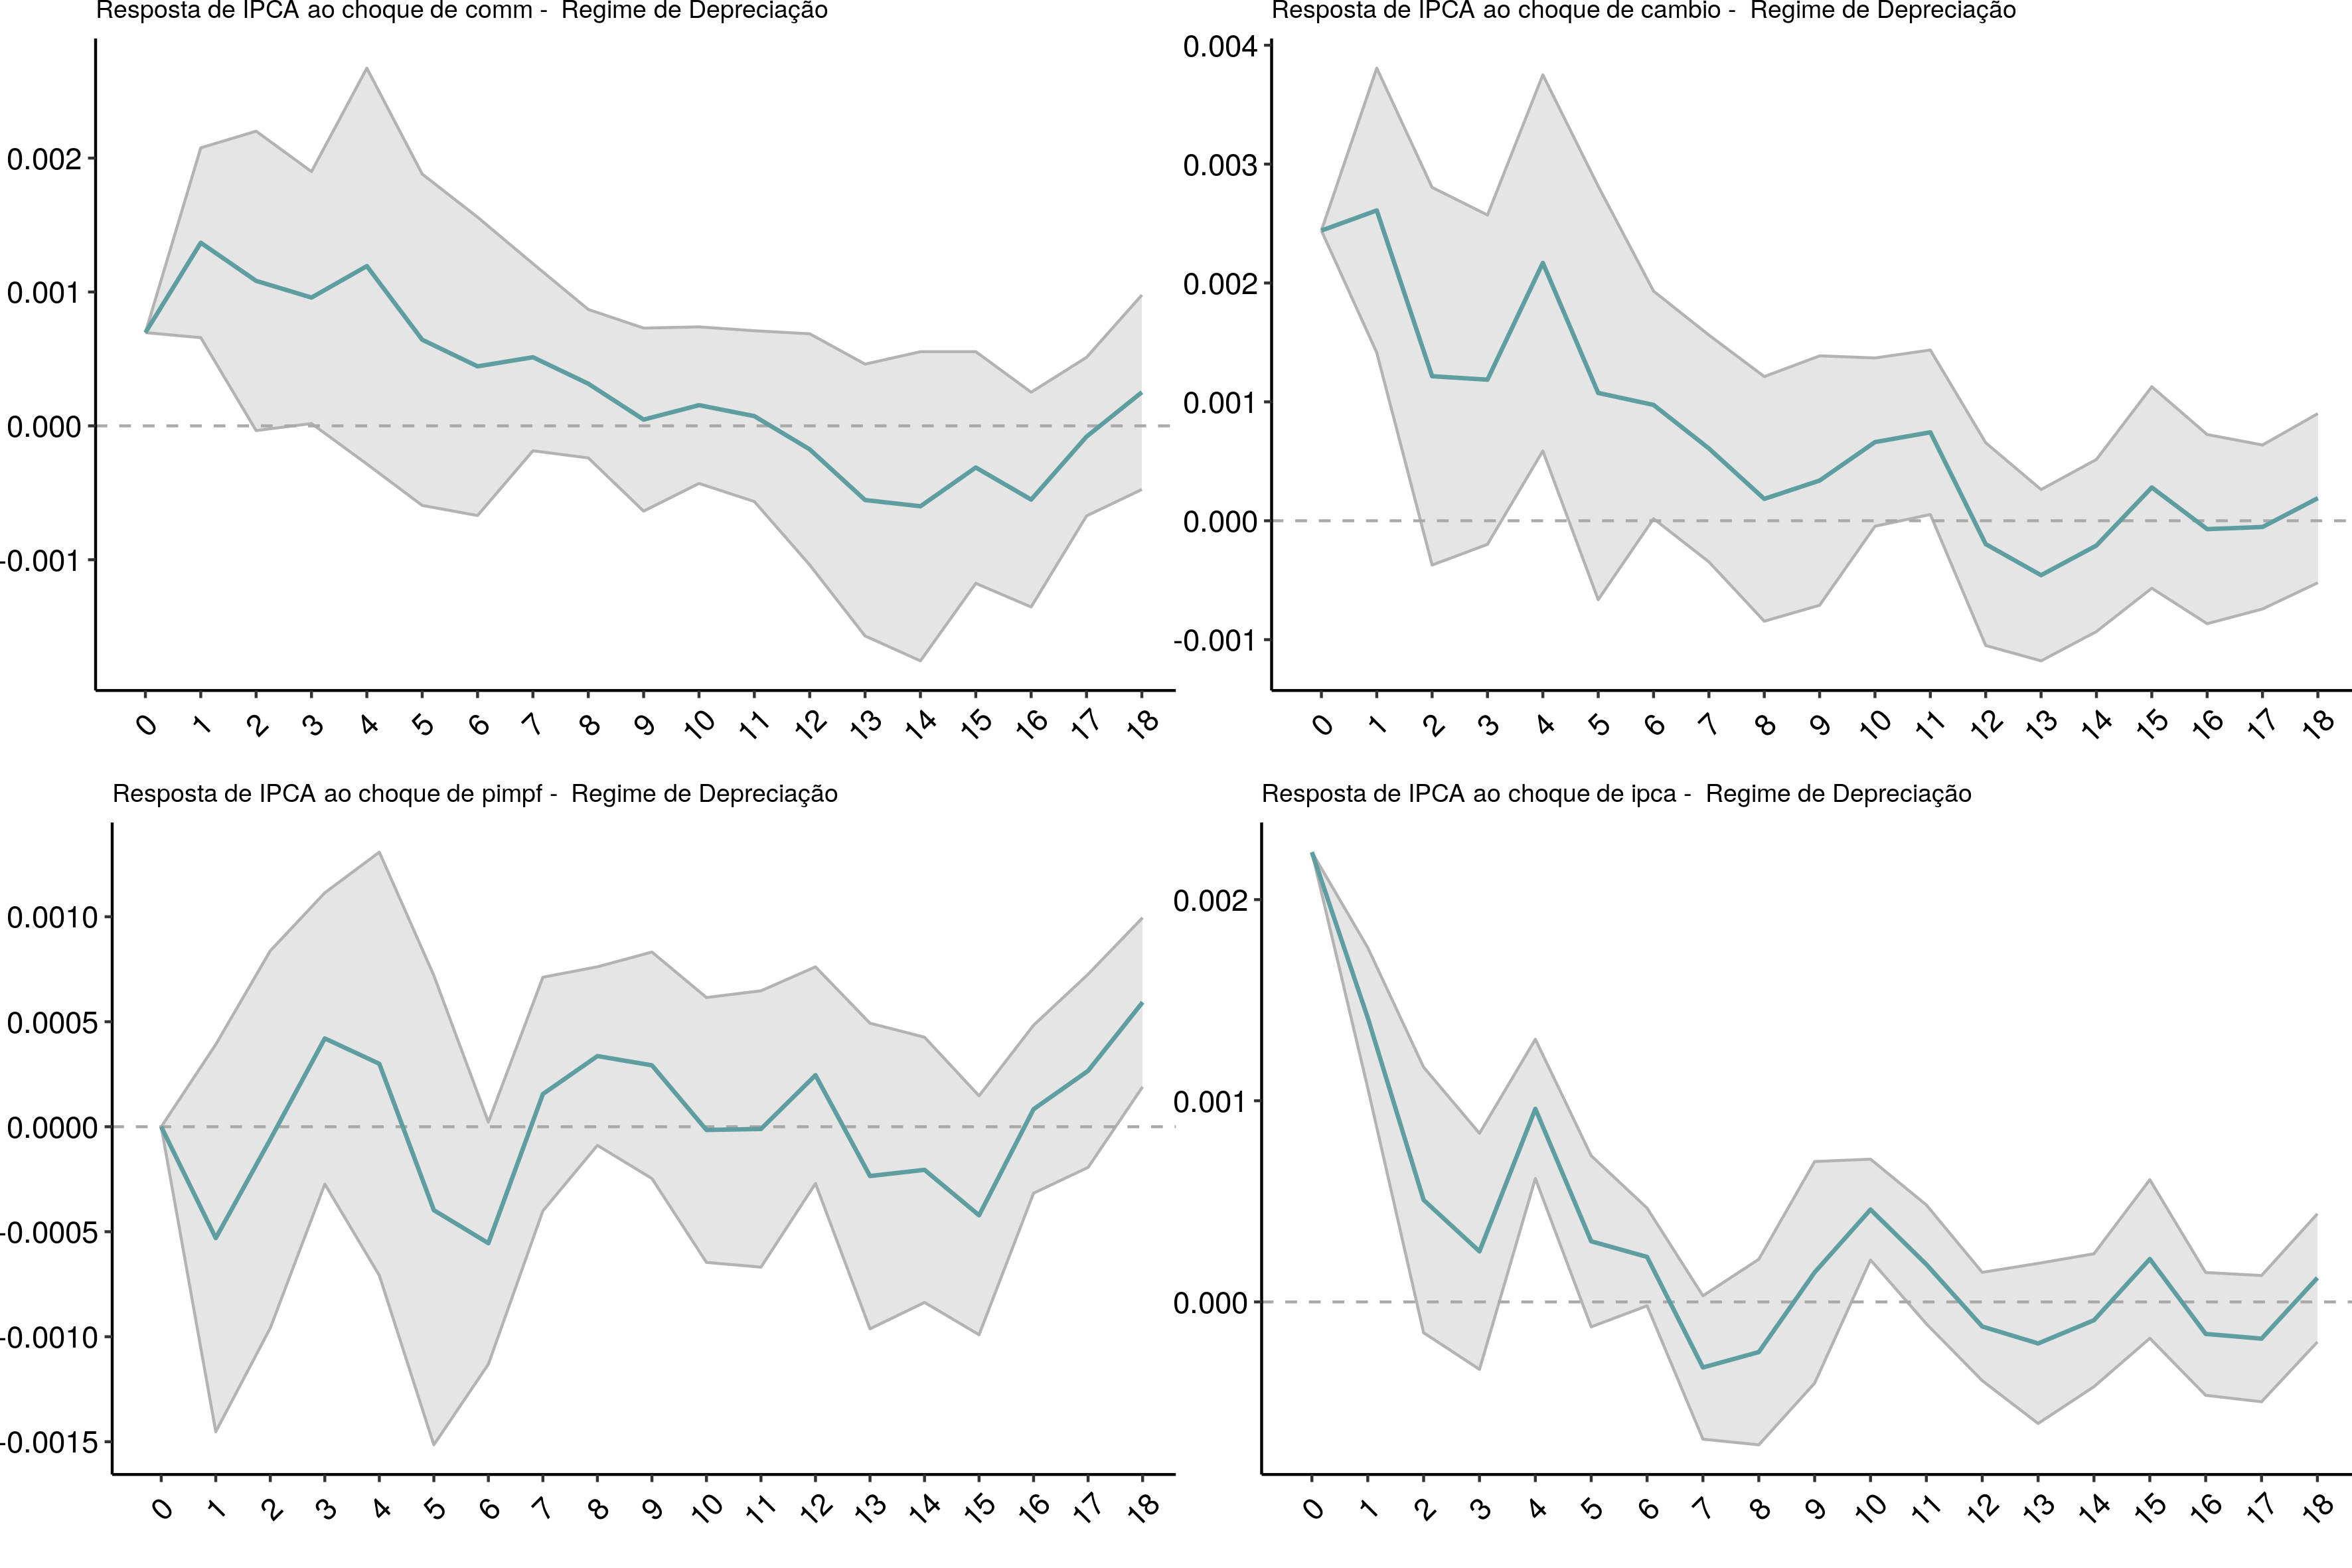 Resposta de IPCA ao choque de comm -  Regime de Depreciação
0.002
0.001
0.000
-0.001
0 1 2 3 4 5 6 7 8 9 10 11 12 13 14 15 16 17 18
Resposta de IPCA ao choque de cambio -  Regime de Depreciação
0.004
0.003
0.002
0.001
0.000
-0.001
0 1 2 3 4 5 6 7 8 9 10 11 12 13 14 15 16 17 18
Resposta de IPCA ao choque de pimpf -  Regime de Depreciação
0.0010
0.0005
0.0000
-0.0005
-0.0010
-0.0015
0 1 2 3 4 5 6 7 8 9 10 11 12 13 14 15 16 17 18
Resposta de IPCA ao choque de ipca -  Regime de Depreciação
0.002
0.001
0.000
0 1 2 3 4 5 6 7 8 9 10 11 12 13 14 15 16 17 18